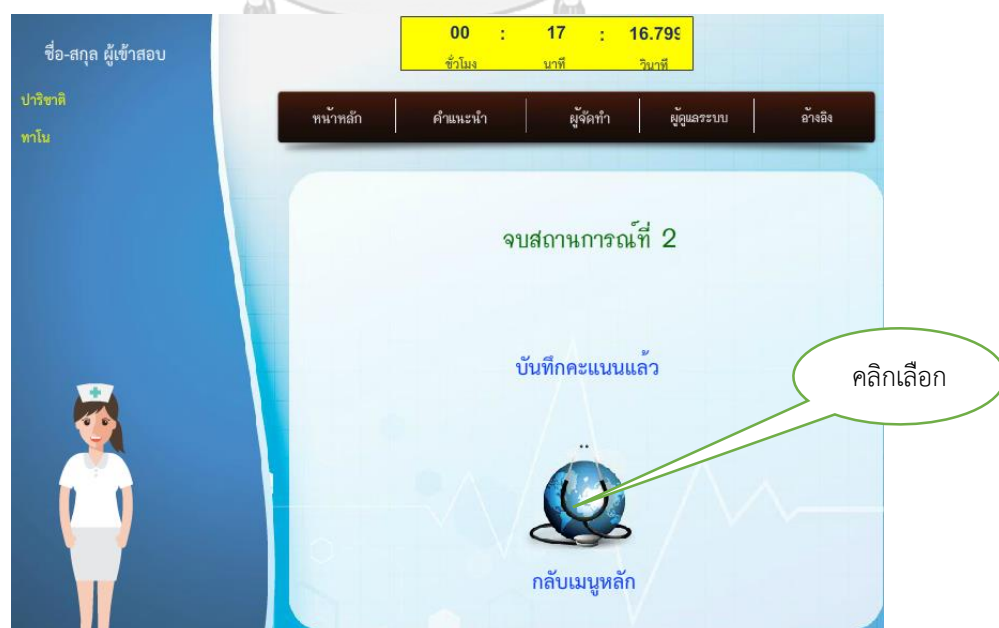 ชื่อ-สกุล ผู้เข้าสอบ
ปาริชาติ
ทาโน
00 : 17 : 16.799
ชั่วโมง นาที วินาที
หน้าหลัก คำแนะนำ ผู้จัดทำ ผู้ดูแลระบบ อ้างอิง
จบสถานการณ์ที่ 2
บันทึกคะแนนแล้ว
คลิกเลือก
กลับเมนูหลัก